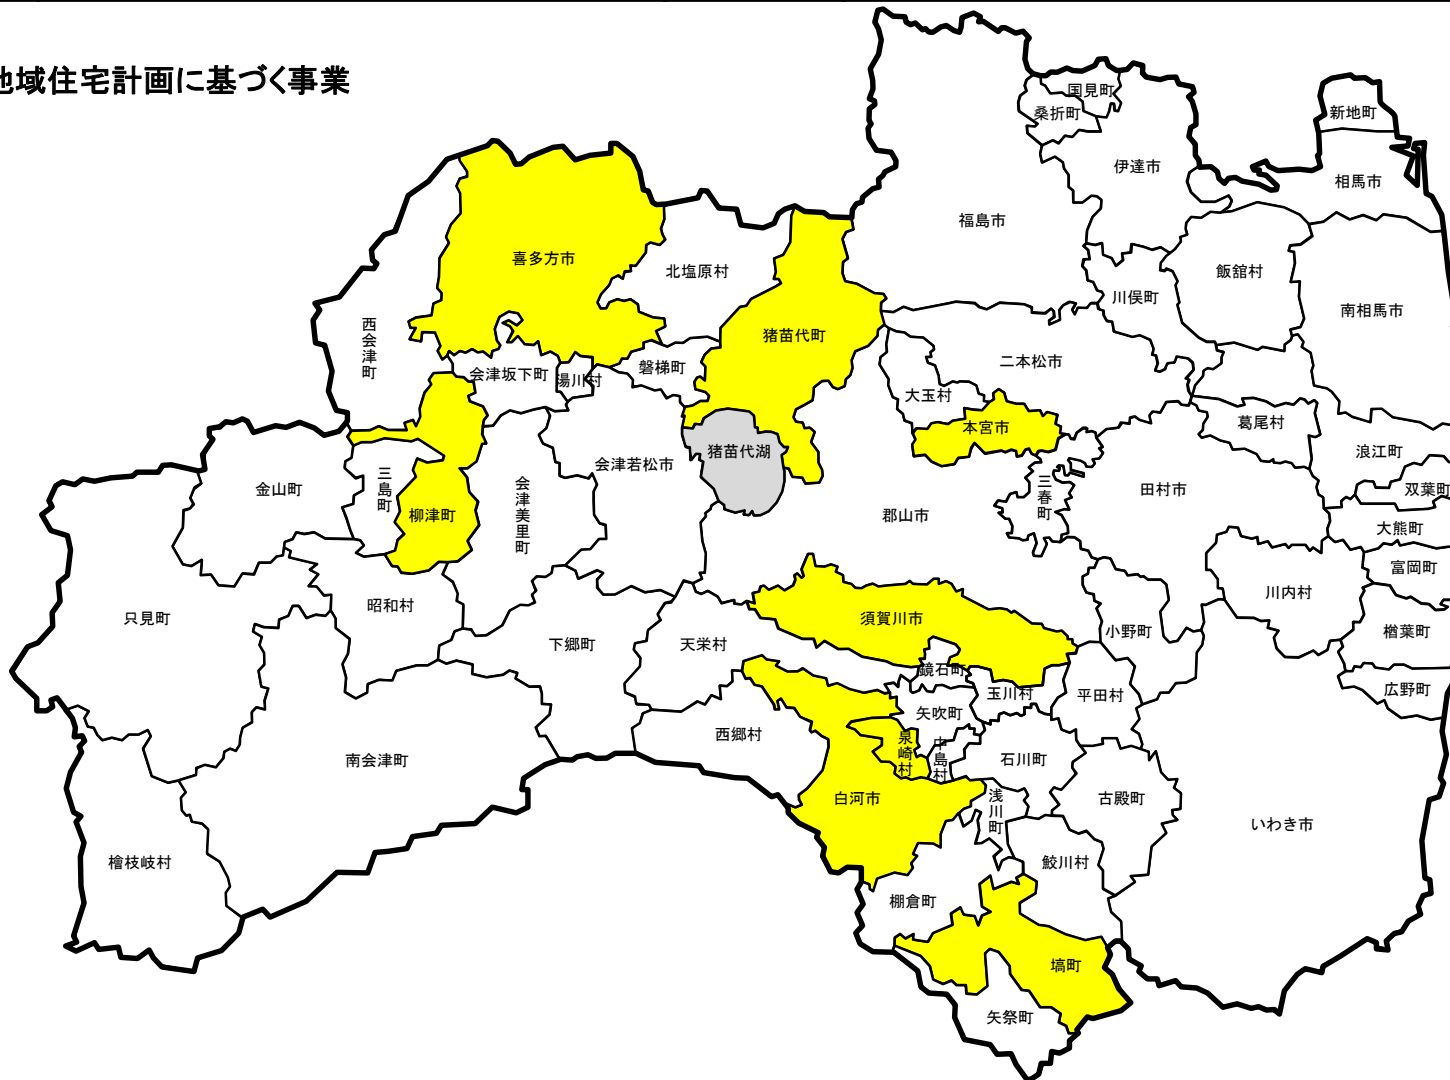 地域住宅計画に基づく事業
国見町
桑折町
新地町
伊達市
相馬市
福島市
喜多方市
北塩原村
飯舘村
川俣町
南相馬市
西会津町
猪苗代町
二本松市
会津坂下町
湯川村
磐梯町
大玉村
葛尾村
本宮市
浪江町
猪苗代湖
会津若松市
金山町
三島町
柳津町
会津美里町
三春町
田村市
双葉町
郡山市
大熊町
富岡町
川内村
昭和村
只見町
須賀川市
小野町
楢葉町
下郷町
天栄村
鏡石町
玉川村
平田村
広野町
矢吹町
西郷村
泉崎村
中島村
石川町
南会津町
白河市
浅川町
古殿町
いわき市
檜枝岐村
鮫川村
棚倉町
塙町
矢祭町